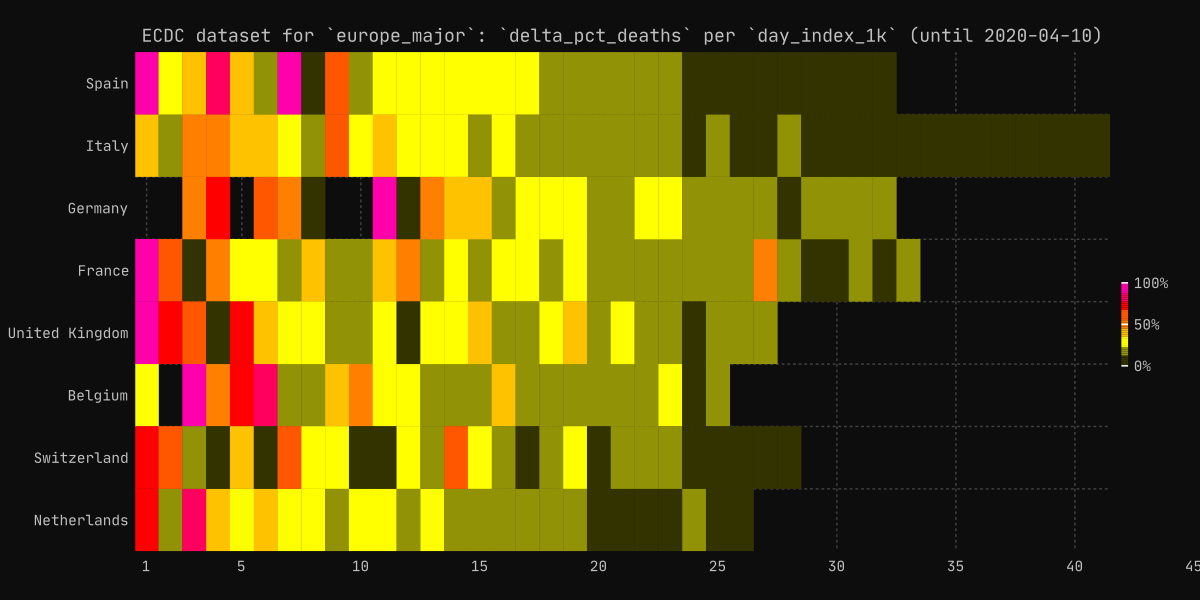 ECDC dataset for `europe_major`: `delta_pct_deaths` per `day_index_1k` (until 2020-04-10)
Spain
Italy
Germany
France
United Kingdom
Belgium
Switzerland
Netherlands
100%
50%
0%
1 5 10 15 20 25 30 35 40 45